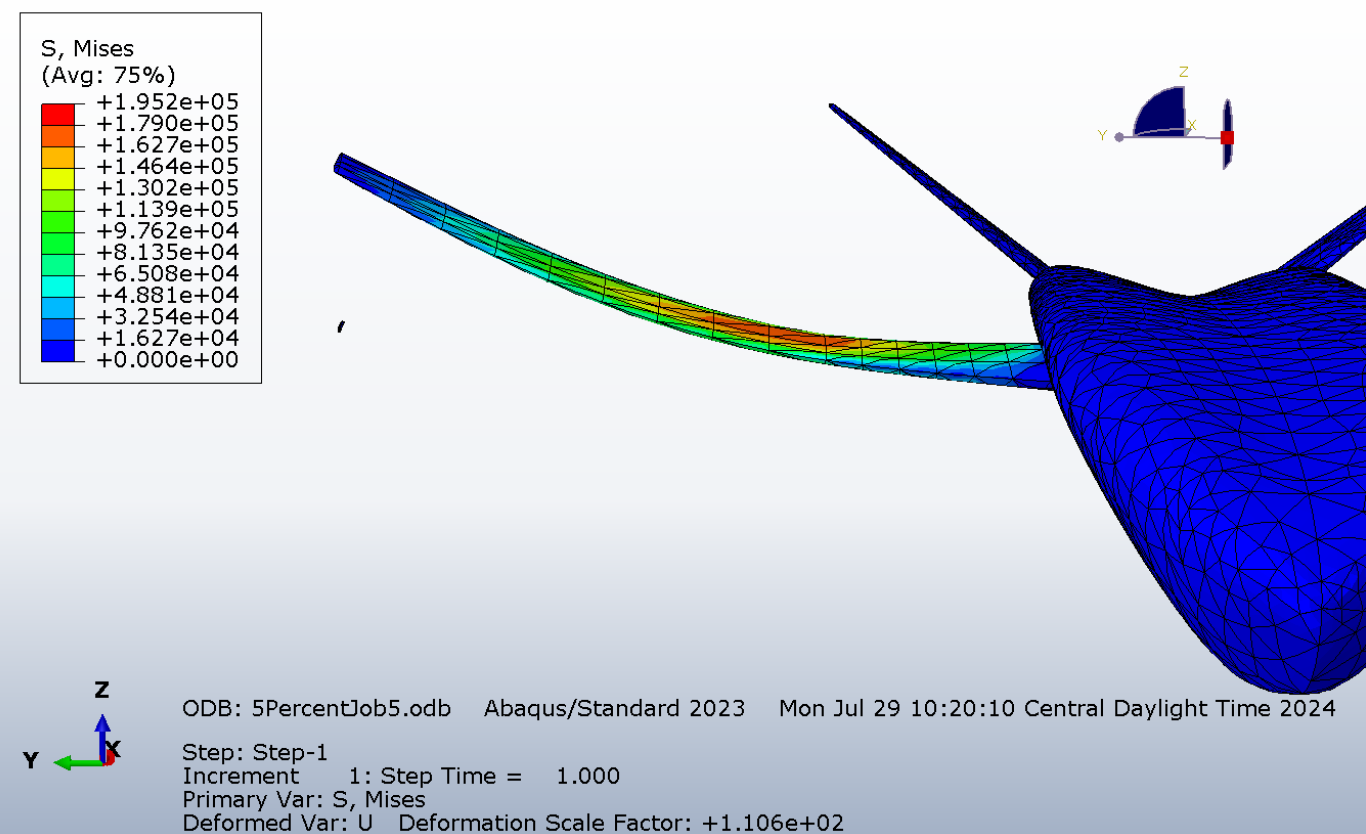 S, Mises
(Avg: 75%)
+1.952e+05
+1.790e+05
+1.627e+05
+1.464e+05
+1.302e+05
+1.139e+05
+9.762e+04
+8.135e+04
+6.508e+04
+4.881e+04
+3.254e+04
+1.627e+04
+0.000e+00
Z
Y
X
Z
Y
X
ODB: 5PercentJob5.odb Abaqus/Standard 2023 Mon Jul 29 10:20:10 Central Daylight Time 2024
Step: Step-1
Increment 1: Step Time = 1.000
Primary Var: S, Mises
Deformed Var: U Deformation Scale Factor: +1.106e+02